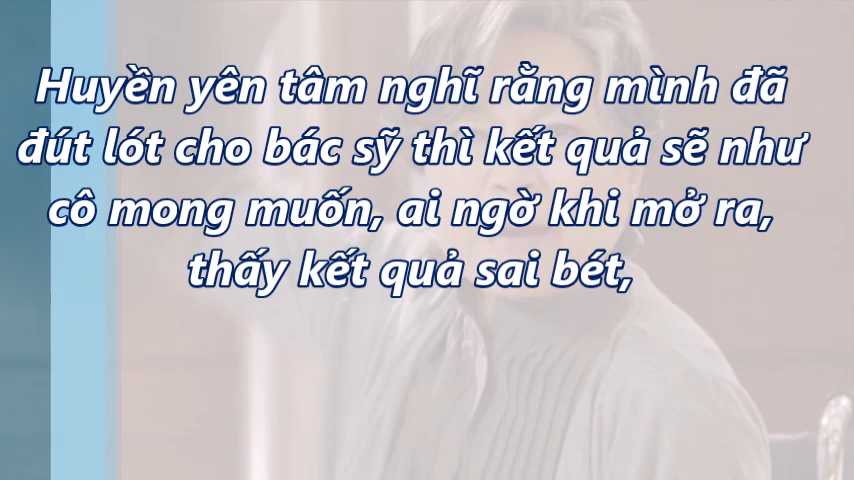 Huyền yên tâm nghĩ rằng mình đã
đút lót cho bác sỹ thì kết quả sẽ như
cô mong muốn, ai ngờ khi mở ra,
thấy kết quả sai bét,